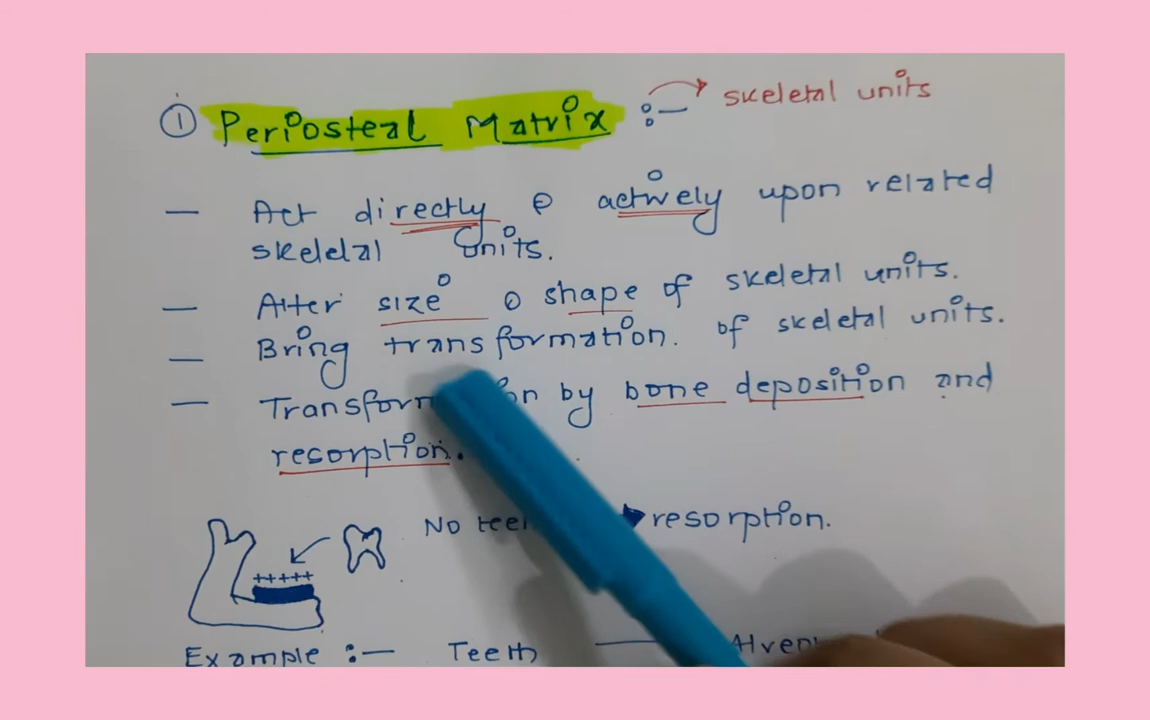 ① Periosteal Matrix :— skeletal units
— Act directly & actively upon related
skeletal units.
— Alter size & shape of skeletal units.
— Bring transformation. of skeletal units.
— by bone deposition and
resorption.
No resorption.
+++++
Example :— Teeth —